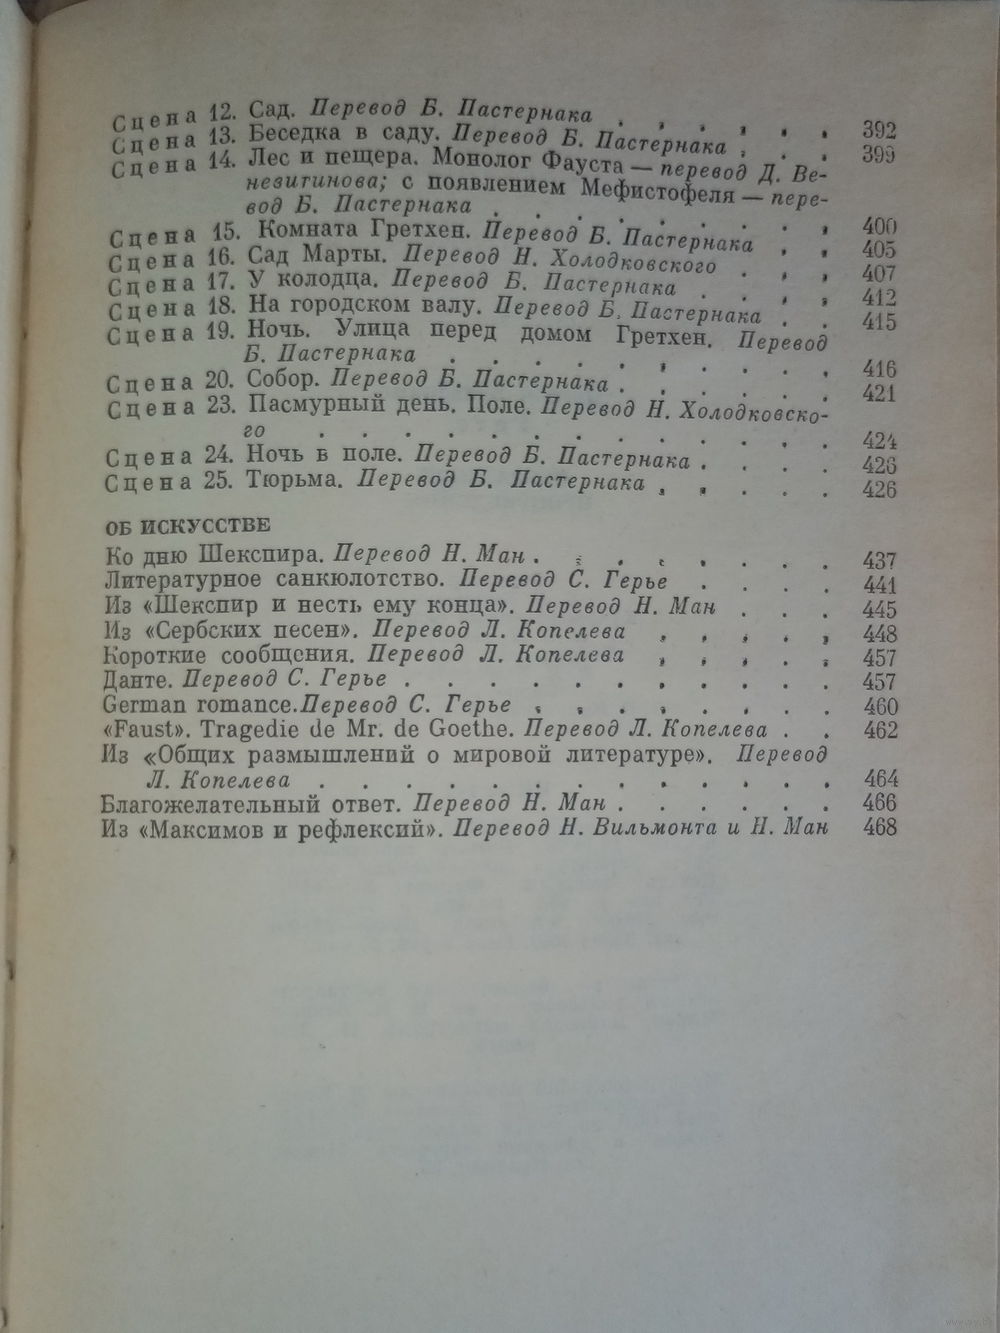 Сцена 12. Сад. Перевод Б. Пастернака . . . . . . 392
Сцена 13. Беседка в саду. Перевод Б. Пастернака . . . 399
Сцена 14. Лес и пещера. Монолог Фауста — перевод Д. Ве-
невитинова; с появлением Мефистофеля — пере-
вод Б. Пастернака . . . . . . . . . 400
Сцена 15. Комната Гретхен. Перевод Б. Пастернака . . 405
Сцена 16. Сад Марты. Перевод Н. Холодковского . . . 407
Сцена 17. У колодца. Перевод Б. Пастернака . . . . 412
Сцена 18. На городском валу. Перевод Б. Пастернака . . 415
Сцена 19. Ночь. Улица перед домом Гретхен. Перевод
Б. Пастернака . . . . . . . . . . 416
Сцена 20. Собор. Перевод Б. Пастернака . . . . . . 421
Сцена 23. Пасмурный день. Поле. Перевод Н. Холодковско-
го . . . . . . . . . . . . . 424
Сцена 24. Ночь в поле. Перевод Б. Пастернака . . . . 426
Сцена 25. Тюрьма. Перевод Б. Пастернака . . . . . 426
ОБ ИСКУССТВЕ
Ко дню Шекспира. Перевод Н. Ман . . . . . . . . 437
Литературное санкюлотство. Перевод С. Герье . . . . 441
Из «Шекспир и несть ему конца». Перевод Н. Ман . . . 445
Из «Сербских песен». Перевод Л. Копелева . . . . . 448
Короткие сообщения. Перевод Л. Копелева . . . . . 457
Данте. Перевод С. Герье . . . . . . . . . . . 457
German romance. Перевод С. Герье . . . . . . . . 460
«Faust». Tragedie de Mr. de Goethe. Перевод Л. Копелева . . 462
Из «Общих размышлений о мировой литературе». Перевод
Л. Копелева . . . . . . . . . . . . . 464
Благожелательный ответ. Перевод Н. Ман . . . . . . 466
Из «Максимов и рефлексий». Перевод Н. Вильмонта и Н. Ман 468